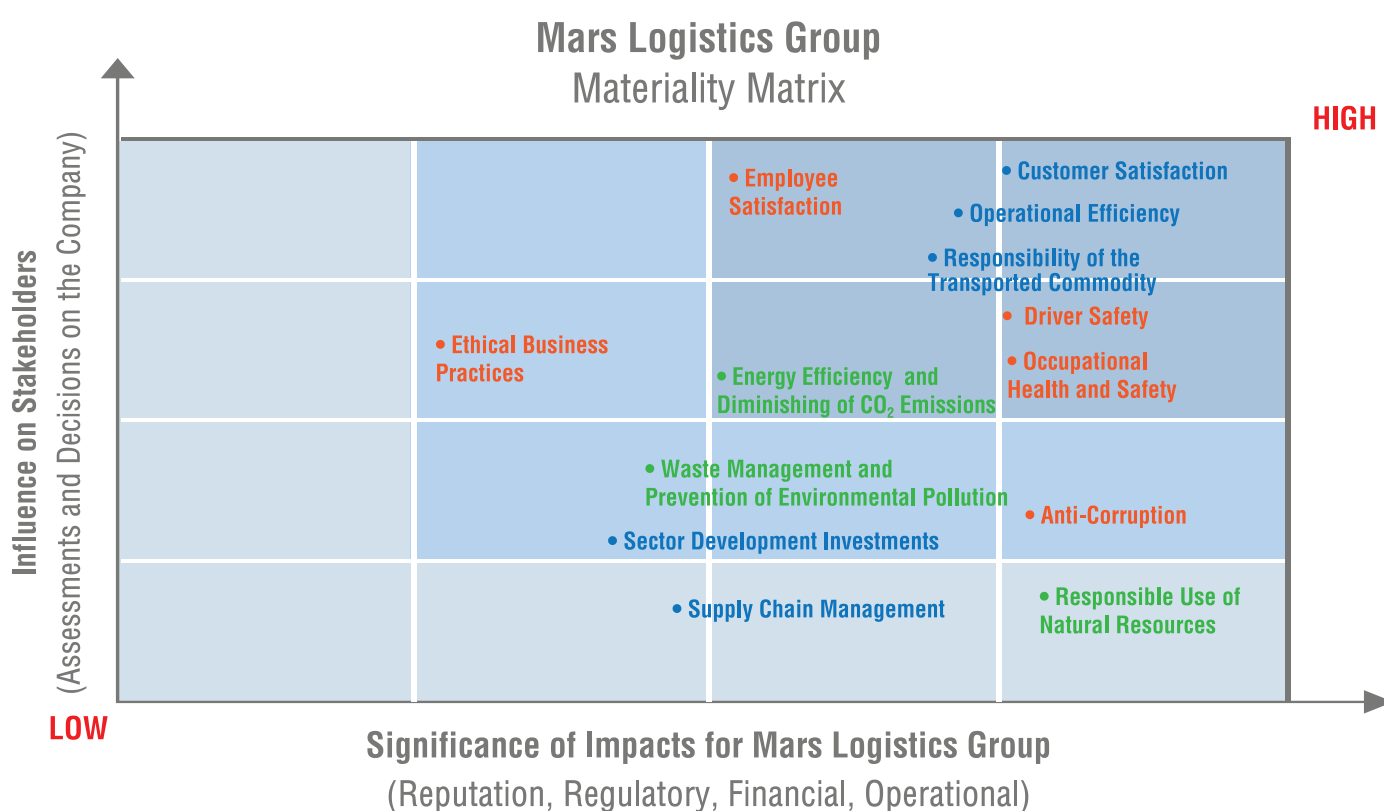 Mars Logistics Group
Materiality Matrix
HIGH
Influence on Stakeholders
(Assessments and Decisions on the Company)
• Employee
Satisfaction
• Customer Satisfaction
• Operational Efficiency
• Responsibility of the
Transported Commodity
• Driver Safety
• Ethical Business
Practices
• Occupational
Health and Safety
• Energy Efficiency and
Diminishing of CO₂ Emissions
• Waste Management and
Prevention of Environmental Pollution
• Anti-Corruption
• Sector Development Investments
• Supply Chain Management
• Responsible Use of
Natural Resources
LOW
Significance of Impacts for Mars Logistics Group
(Reputation, Regulatory, Financial, Operational)